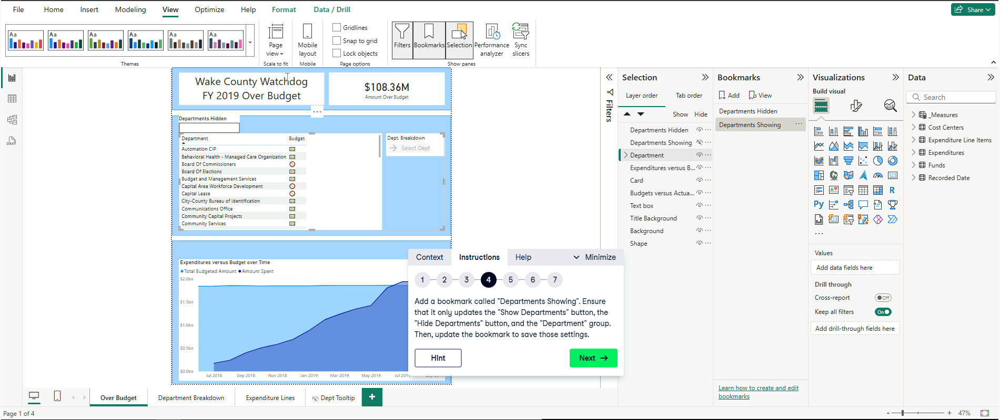 File Home Insert Modeling View Optimize Help Format Data / Drill Share
Aa Aa Aa Aa Aa Aa
Themes
Page view
Scale to fit
Mobile layout
Mobile
Gridlines
Snap to grid
Lock objects
Page options
Filters Bookmarks Selection Performance analyzer Sync slicers
Show panes
Wake County Watchdog
FY 2019 Over Budget
$108.36M
Amount Over Budget
Departments Hidden
Department Budget
Automation CIP
Behavioral Health - Managed Care Organization
Board Of Commissioners
Board Of Elections
Budget and Management Services
Capital Area Workforce Development
Capital Lease
City-County Bureau of Identification
Communications Office
Community Capital Projects
Community Services
Dept. Breakdown
Select Dept
Expenditures versus Budget over Time
Total Budgeted Amount Amount Spent
$2.0bn
$1.5bn
$1.0bn
$0.5bn
$0.0bn
Jul 2018 Sep 2018 Nov 2018 Jan 2019 Mar 2019 May 2019 Jul 2019 Sep 2019
Filters
Selection
Layer order Tab order
Show Hide
Departments Hidden
Departments Showing
Department
Expenditures versus B...
Card
Budgets versus Actua...
Text box
Title Background
Background
Shape
Bookmarks
Add View
Departments Hidden
Departments Showing
Learn how to create and edit
bookmarks
Visualizations
Build visual
123
R
Py
123
Values
Add data fields here
Drill through
Cross-report Off
Keep all filters On
Add drill-through fields here
Data
Search
_Measures
Cost Centers
Expenditure Line Items
Expenditures
Funds
Recorded Date
Context Instructions Help Minimize
1 2 3 4 5 6 7
Add a bookmark called "Departments Showing". Ensure
that it only updates the "Show Departments" button, the
"Hide Departments" button, and the "Department" group.
Then, update the bookmark to save those settings.
Hint
Next
DAX
Over Budget Department Breakdown Expenditure Lines Dept Tooltip +
Page 1 of 4
- + 47%